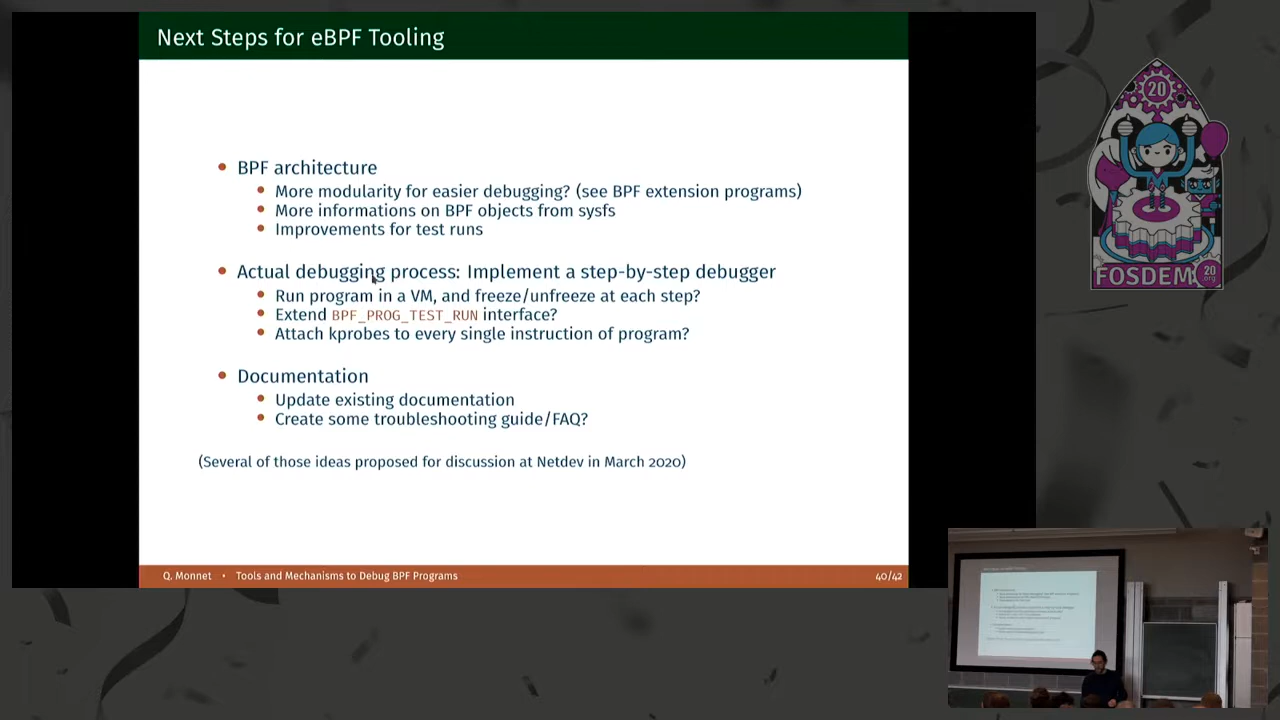 Next Steps for eBPF Tooling
BPF architecture
More modularity for easier debugging? (see BPF extension programs)
More informations on BPF objects from sysfs
Improvements for test runs
Actual debugging process: Implement a step-by-step debugger
Run program in a VM, and freeze/unfreeze at each step?
Extend BPF_PROG_TEST_RUN interface?
Attach kprobes to every single instruction of program?
Documentation
Update existing documentation
Create some troubleshooting guide/FAQ?
(Several of those ideas proposed for discussion at Netdev in March 2020)
Q. Monnet • Tools and Mechanisms to Debug BPF Programs
40/42
20
FOSDEM 20
.org